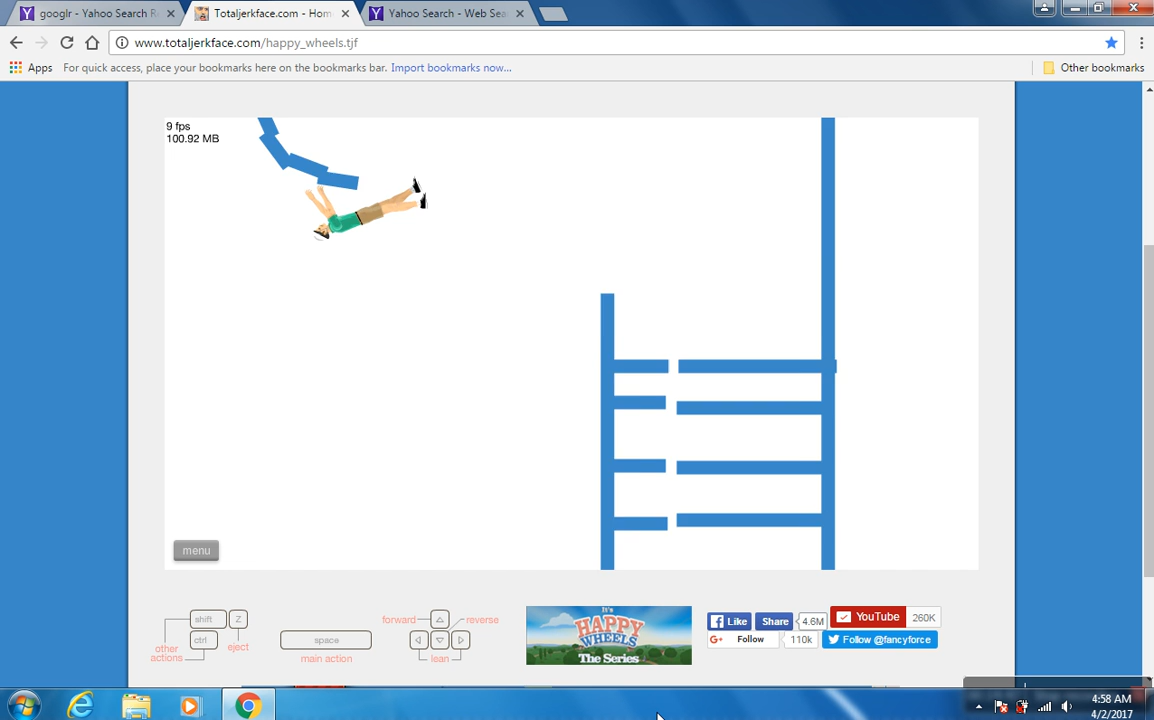 googlr - Yahoo Search R
Totaljerkface.com - Hom
Yahoo Search - Web Sea
www.totaljerkface.com/happy_wheels.tjf
Apps For quick access, place your bookmarks here on the bookmarks bar. Import bookmarks now... Other bookmarks
9 fps
100.92 MB
menu
shift Z
ctrl
eject
other
actions
space
main action
forward
reverse
lean
It's
HAPPY
WHEELS
The Series
Like Share 4.6M
YouTube 260K
Follow 110k
Follow @fancyforce
4:58 AM
4/2/2017